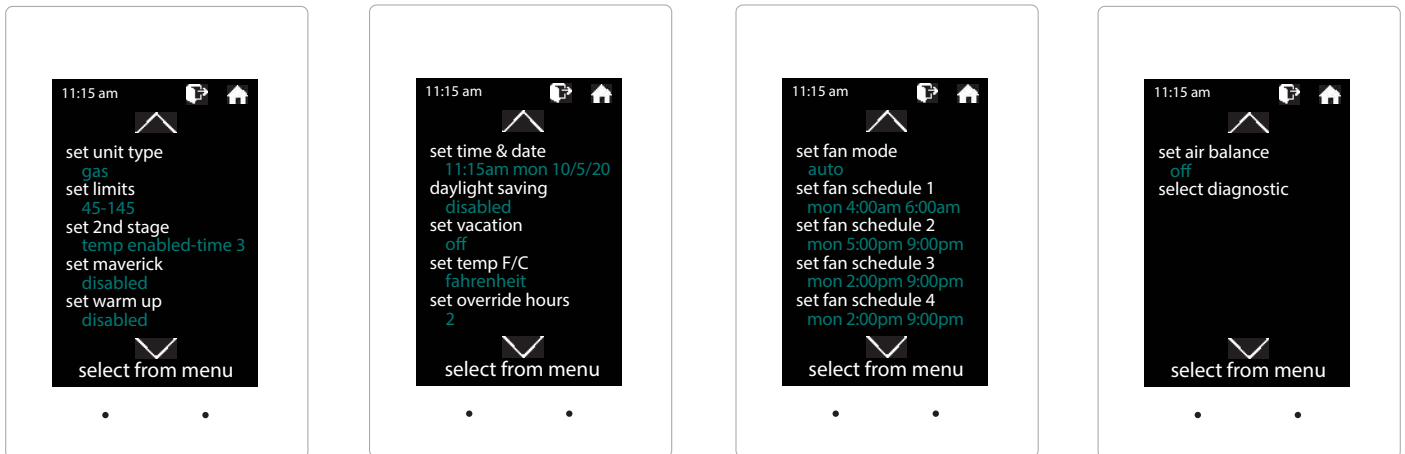 11:15 am
set unit type
gas
set limits
45-145
set 2nd stage
temp enabled-time 3
set maverick
disabled
set warm up
disabled
select from menu
11:15 am
set time & date
11:15am mon 10/5/20
daylight saving
disabled
set vacation
off
set temp F/C
fahrenheit
set override hours
2
select from menu
11:15 am
set fan mode
auto
set fan schedule 1
mon 4:00am 6:00am
set fan schedule 2
mon 5:00pm 9:00pm
set fan schedule 3
mon 2:00pm 9:00pm
set fan schedule 4
mon 2:00pm 9:00pm
select from menu
11:15 am
set air balance
off
select diagnostic
select from menu